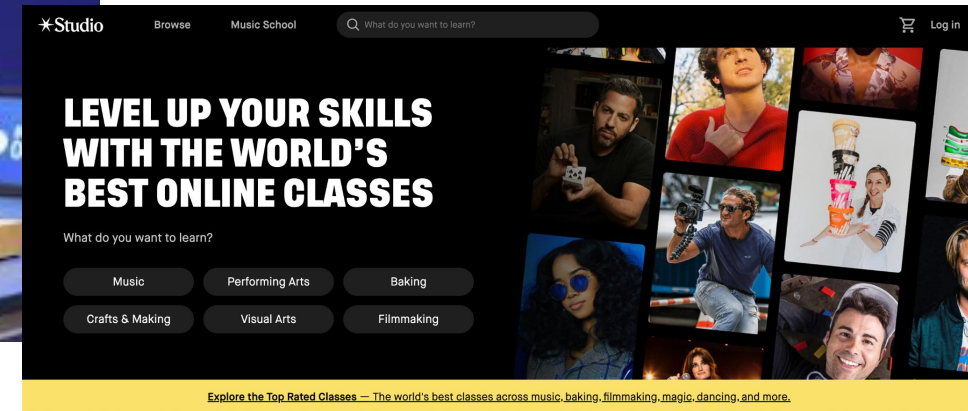 Studio
Browse
Music School
What do you want to learn?
Log in
LEVEL UP YOUR SKILLS
WITH THE WORLD'S
BEST ONLINE CLASSES
What do you want to learn?
Music
Performing Arts
Baking
Crafts & Making
Visual Arts
Filmmaking
Explore the Top Rated Classes — The world's best classes across music, baking, filmmaking, magic, dancing, and more.